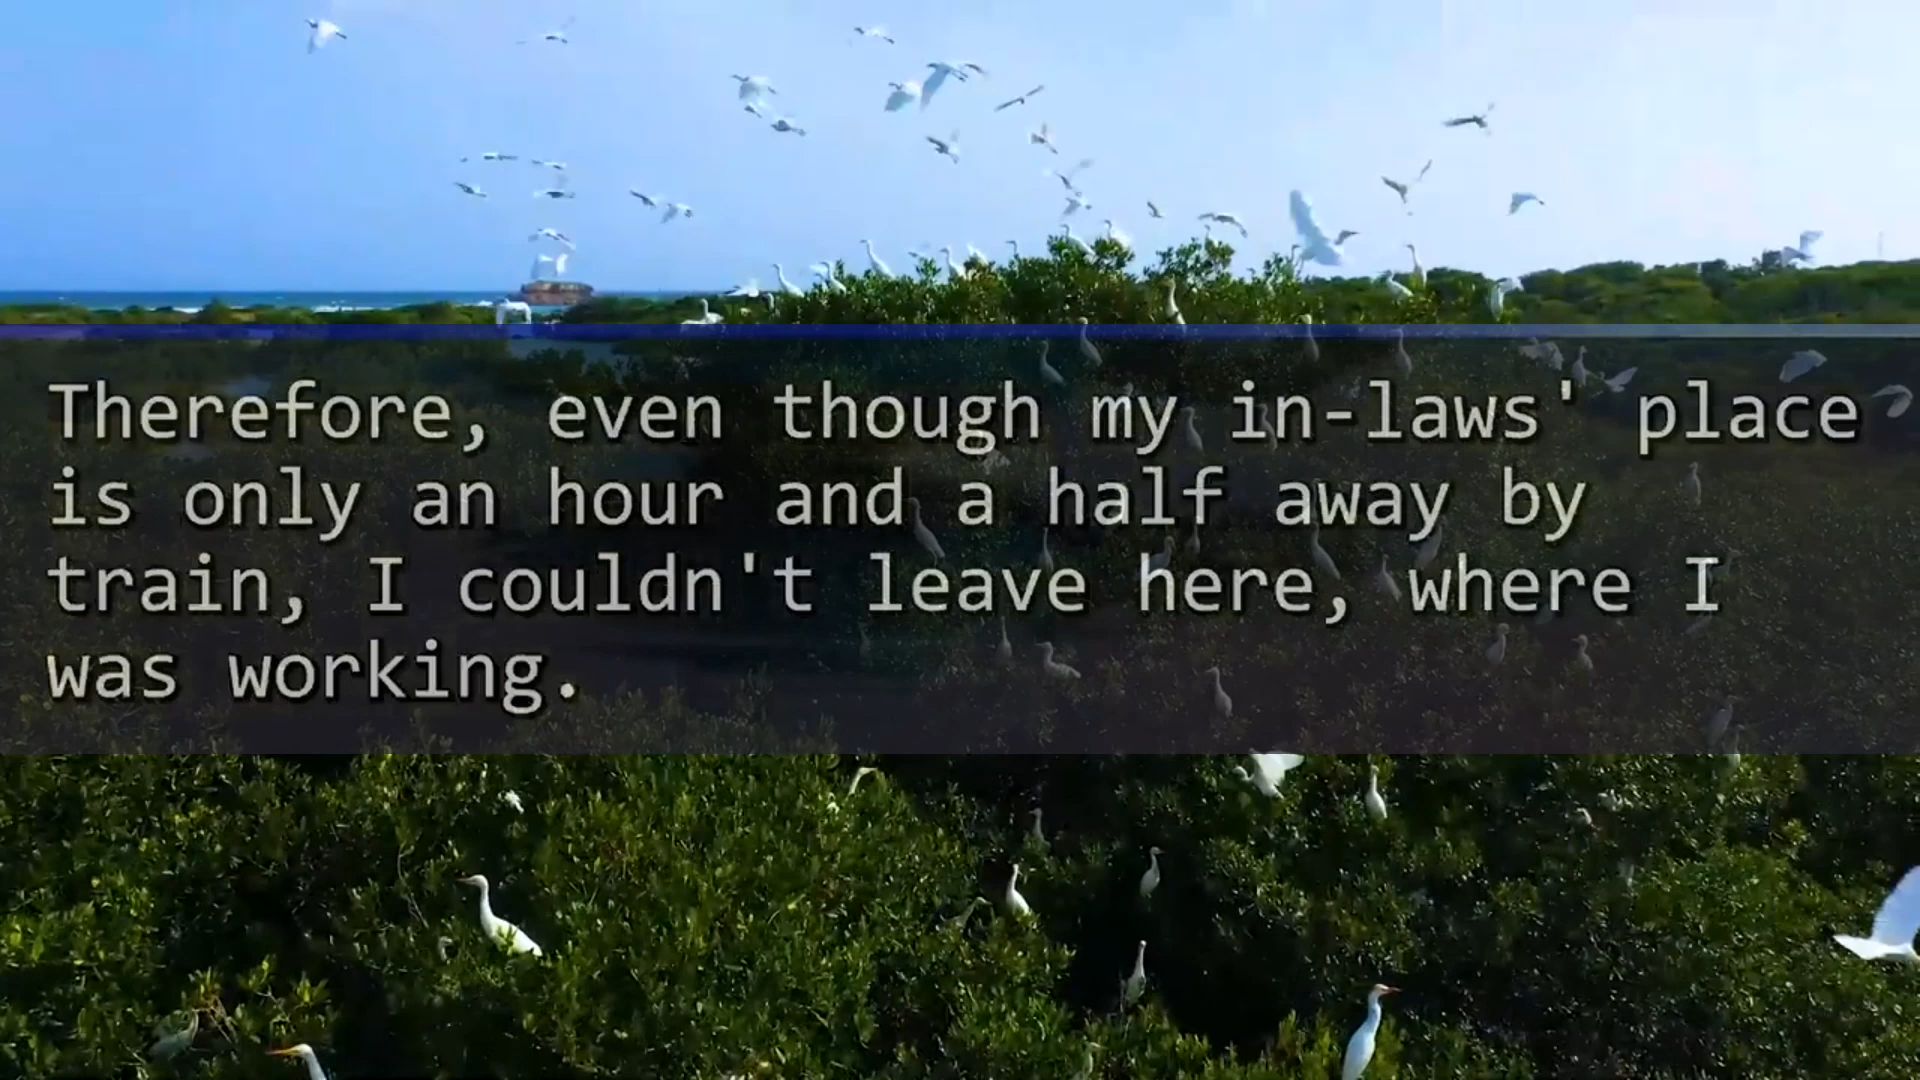 Therefore, even though my in-laws' place
is only an hour and a half away by
train, I couldn't leave here, where I
was working.